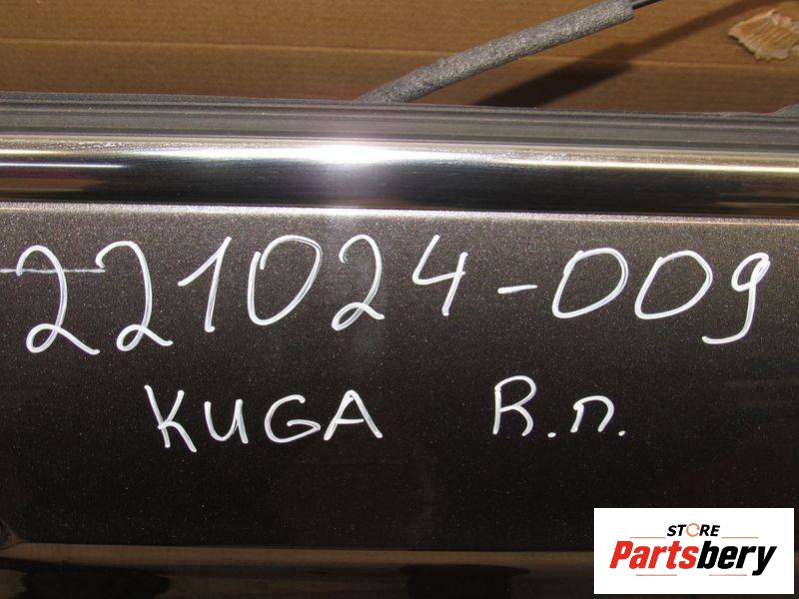 221024-009
KUGA R.п.
STORE
Partsbery